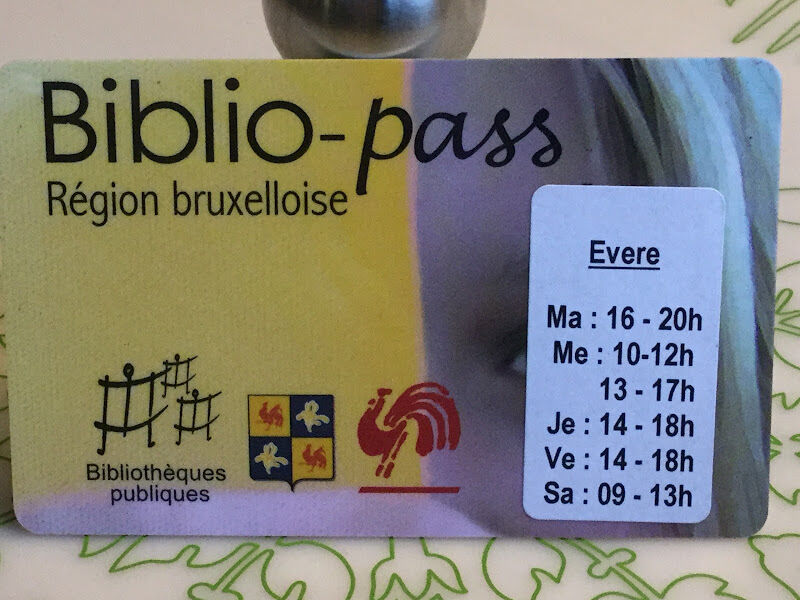 Biblio-pass
Région bruxelloise
Bibliothèques
publiques
Evere
Ma : 16 - 20h
Me : 10-12h
13 - 17h
Je : 14 - 18h
Ve : 14 - 18h
Sa : 09 - 13h